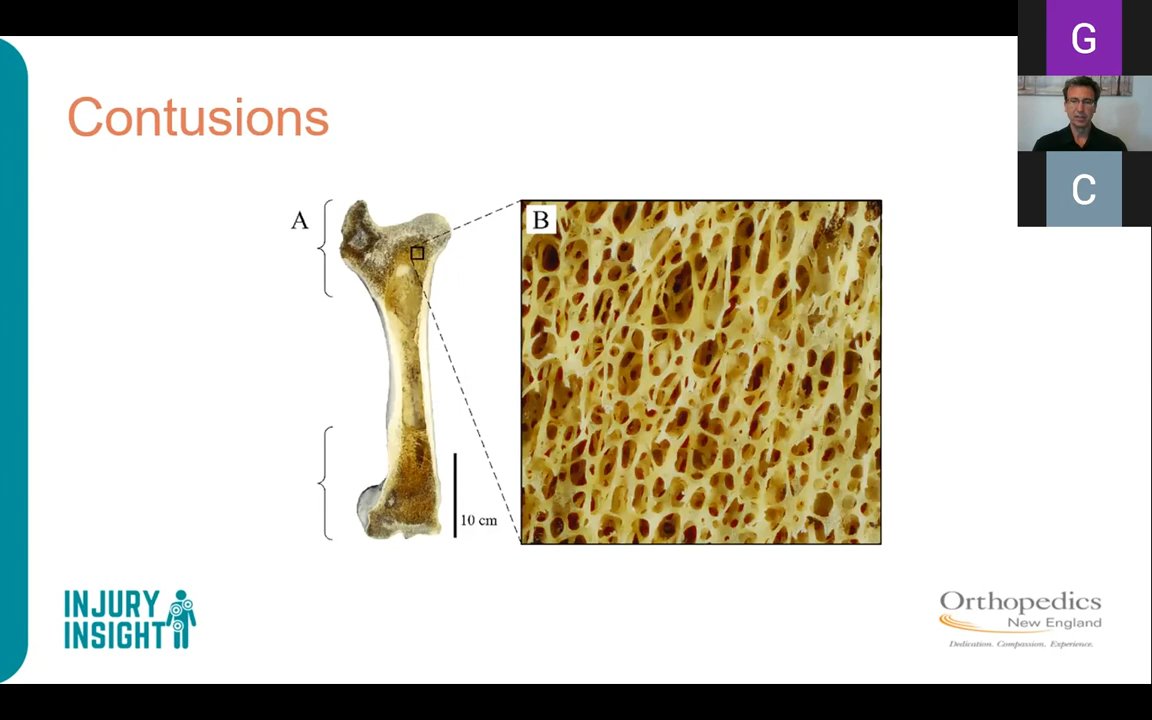 Contusions
A
B
10 cm
INJURY
INSIGHT
Orthopedics
New England
Dedication. Compassion. Experience.
G
C